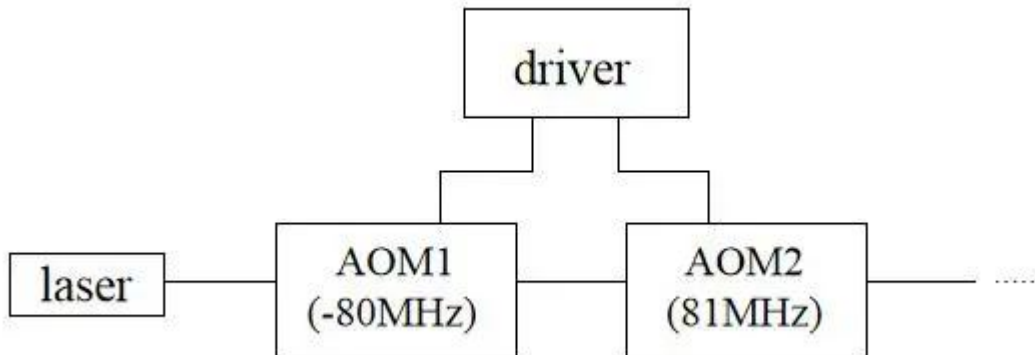 driver
laser
AOM1
(-80MHz)
AOM2
(81MHz)